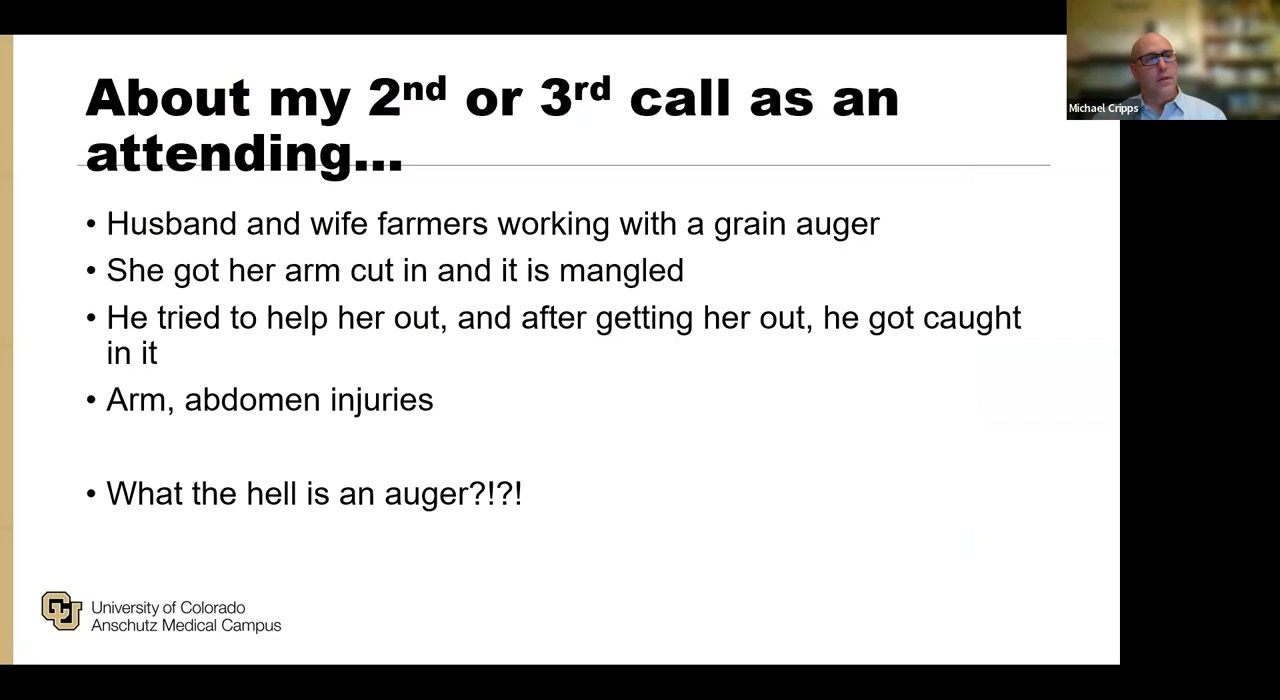 Michael Cripps
About my 2nd or 3rd call as an
attending...
• Husband and wife farmers working with a grain auger
• She got her arm cut in and it is mangled
• He tried to help her out, and after getting her out, he got caught
in it
• Arm, abdomen injuries
• What the hell is an auger?!?!
CU
University of Colorado
Anschutz Medical Campus